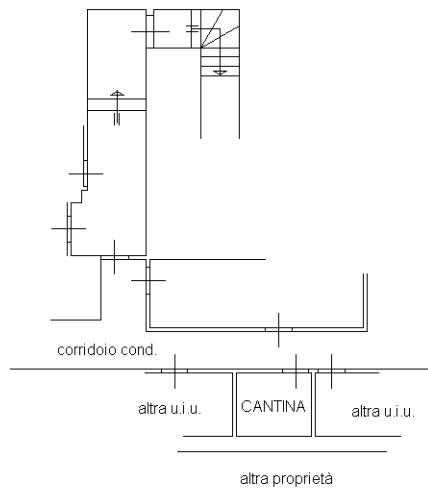 corridoio cond.
altra u.i.u.
CANTINA
altra u.i.u.
altra proprietà